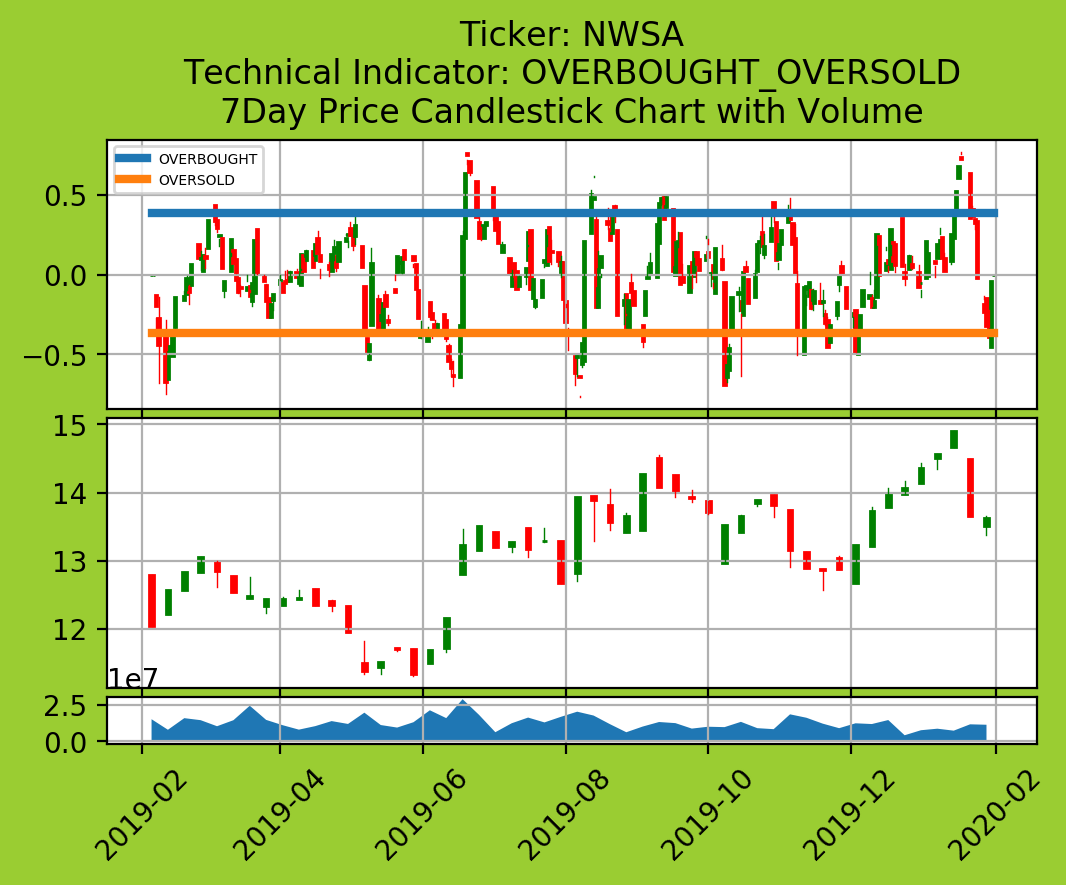 Ticker: NWSA
Technical Indicator: OVERBOUGHT_OVERSOLD
7Day Price Candlestick Chart with Volume
OVERBOUGHT
OVERSOLD
0.5
0.0
−0.5
15
14
13
12
1e7
2.5
0.0
2019-02
2019-04
2019-06
2019-08
2019-10
2019-12
2020-02